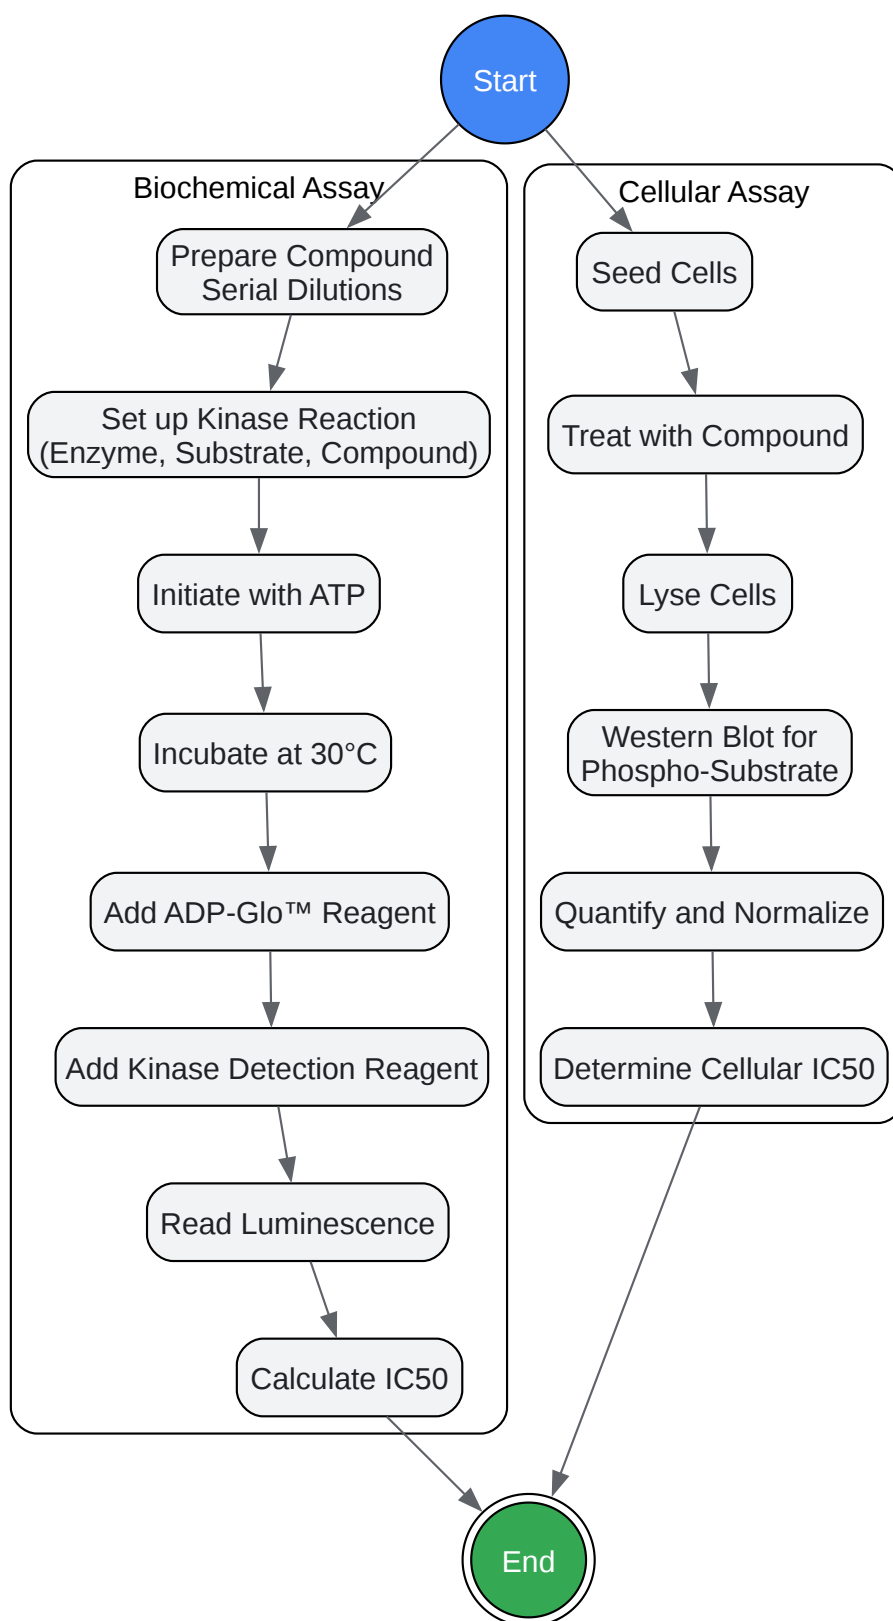 Start
Biochemical Assay
Prepare Compound
Serial Dilutions
Set up Kinase Reaction
(Enzyme, Substrate, Compound)
Initiate with ATP
Incubate at 30°C
Add ADP-Glo™ Reagent
Add Kinase Detection Reagent
Read Luminescence
Calculate IC50
Cellular Assay
Seed Cells
Treat with Compound
Lyse Cells
Western Blot for
Phospho-Substrate
Quantify and Normalize
Determine Cellular IC50
End